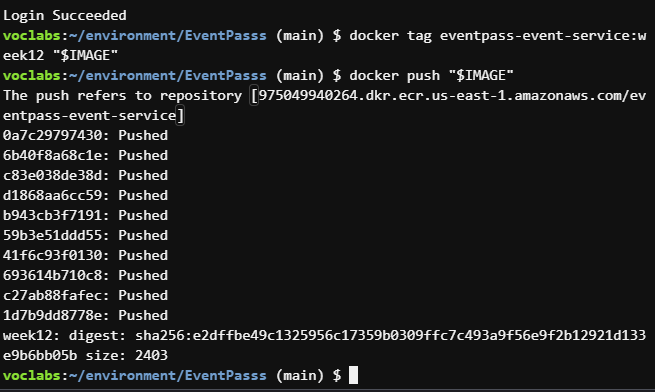 Login Succeeded
voclabs:~/environment/EventPasss (main) $ docker tag eventpass-event-service:w
eek12 "$IMAGE"
voclabs:~/environment/EventPasss (main) $ docker push "$IMAGE"
The push refers to repository [975049940264.dkr.ecr.us-east-1.amazonaws.com/ev
entpass-event-service]
0a7c29797430: Pushed
6b40f8a68c1e: Pushed
c83e038de38d: Pushed
d1868aa6cc59: Pushed
b943cb3f7191: Pushed
59b3e51ddd55: Pushed
41f6c93f0130: Pushed
693614b710c8: Pushed
c27ab88fafec: Pushed
1d7b9dd8778e: Pushed
week12: digest: sha256:e2dffbe49c1325956c17359b0309ffc7c493a9f56e9f2b12921d133
e9b6bb05b size: 2403
voclabs:~/environment/EventPasss (main) $